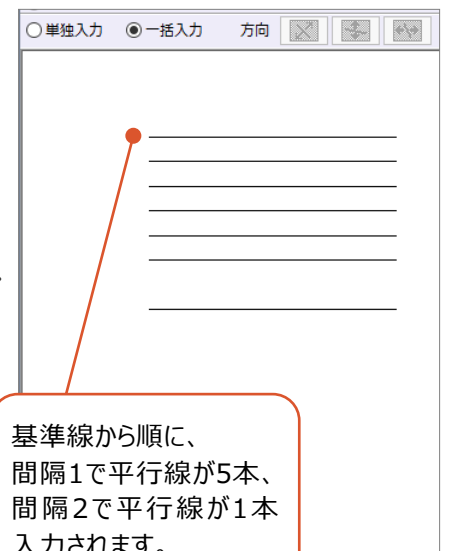 単独入力 一括入力 方向
基準線から順に、
間隔1で平行線が5本、
間隔2で平行線が1本
入力されます。